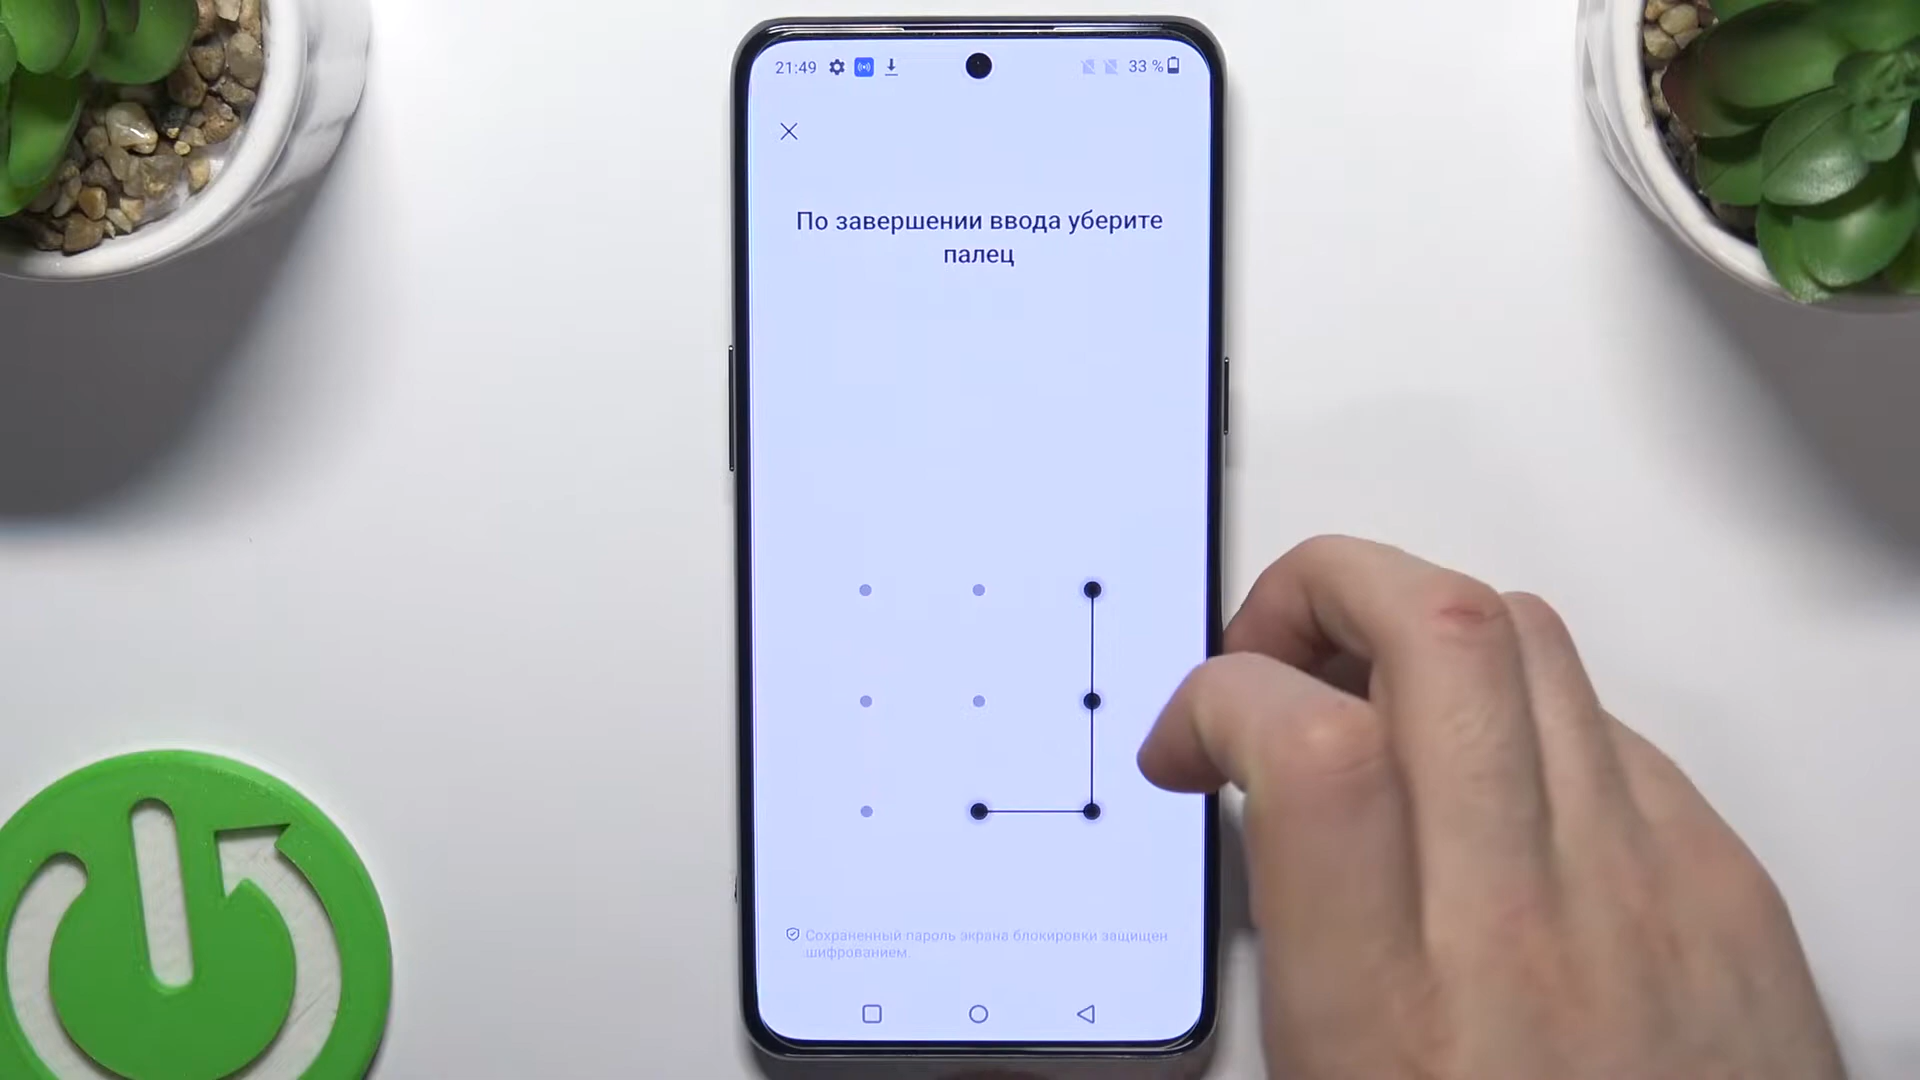 21:49
33 %
По завершении ввода уберите
палец
Сохраненный пароль экрана блокировки защищен
шифрованием.